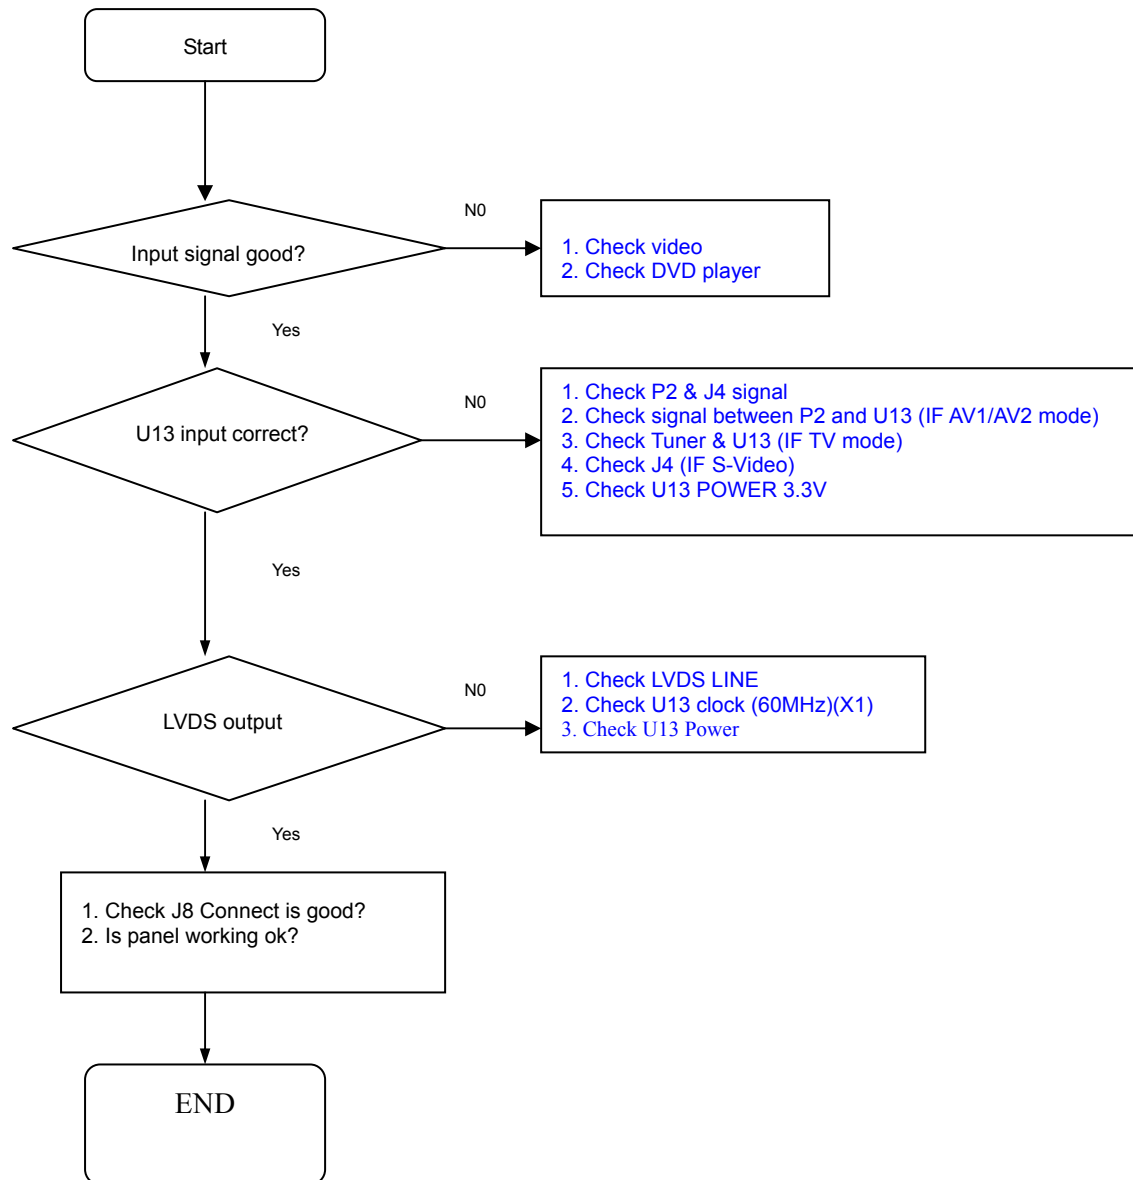 Start
N0
Input signal good?
1. Check video
2. Check DVD player
Yes
N0
U13 input correct?
1. Check P2 & J4 signal
2. Check signal between P2 and U13 (IF AV1/AV2 mode)
3. Check Tuner & U13 (IF TV mode)
4. Check J4 (IF S-Video)
5. Check U13 POWER 3.3V
Yes
N0
LVDS output
1. Check LVDS LINE
2. Check U13 clock (60MHz)(X1)
3. Check U13 Power
Yes
1. Check J8 Connect is good?
2. Is panel working ok?
END